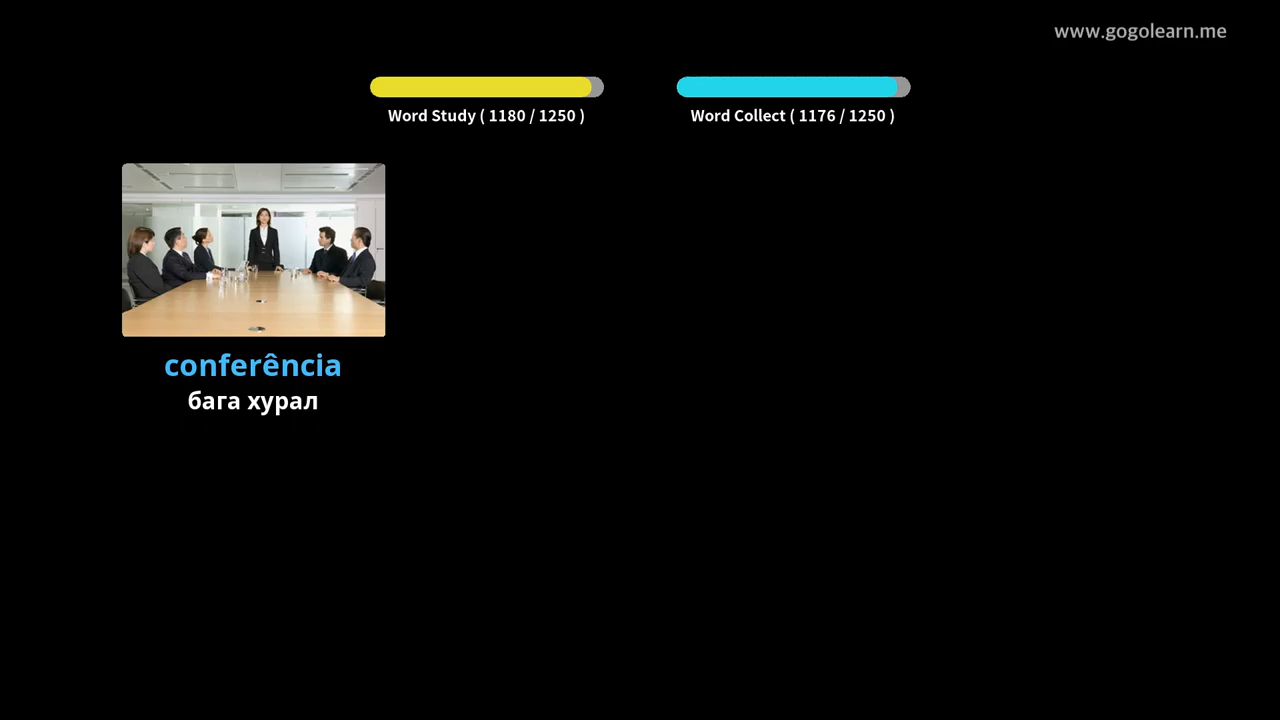 www.gogolearn.me
Word Study ( 1180 / 1250 )
Word Collect ( 1176 / 1250 )
conferência
бага хурал